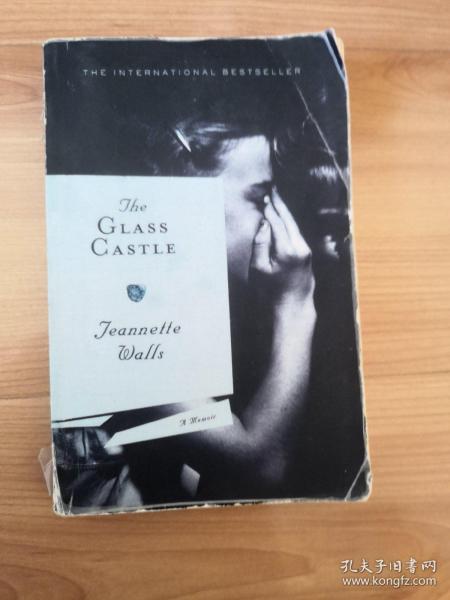 THE INTERNATIONAL BESTSELLER
The
GLASS
CASTLE
Jeannette
Walls
A Memoir
孔夫子旧书网
www.kongfz.com